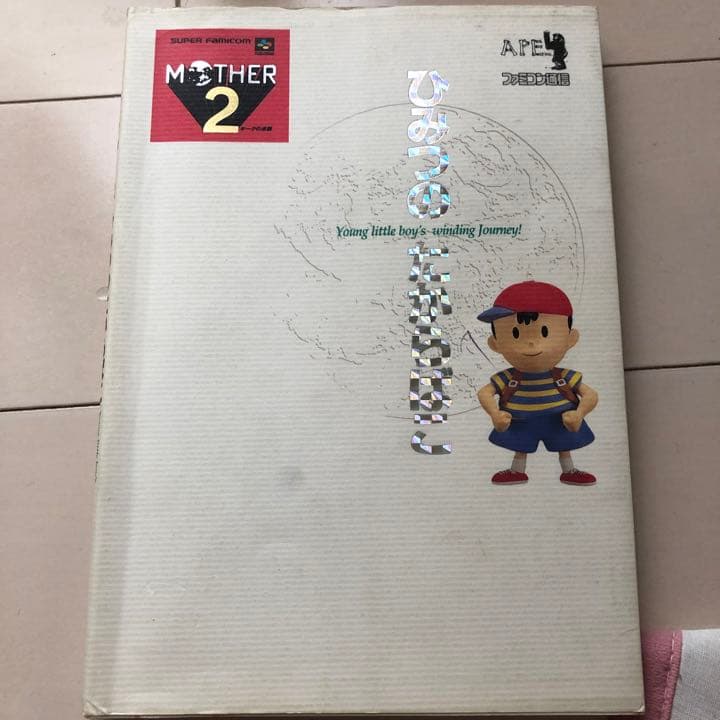 SUPER FAMICOM
MOTHER
2
ギーグの逆襲
APE
ファミコン通信
ひみつのたからばこ
Young little boy's winding Journey!